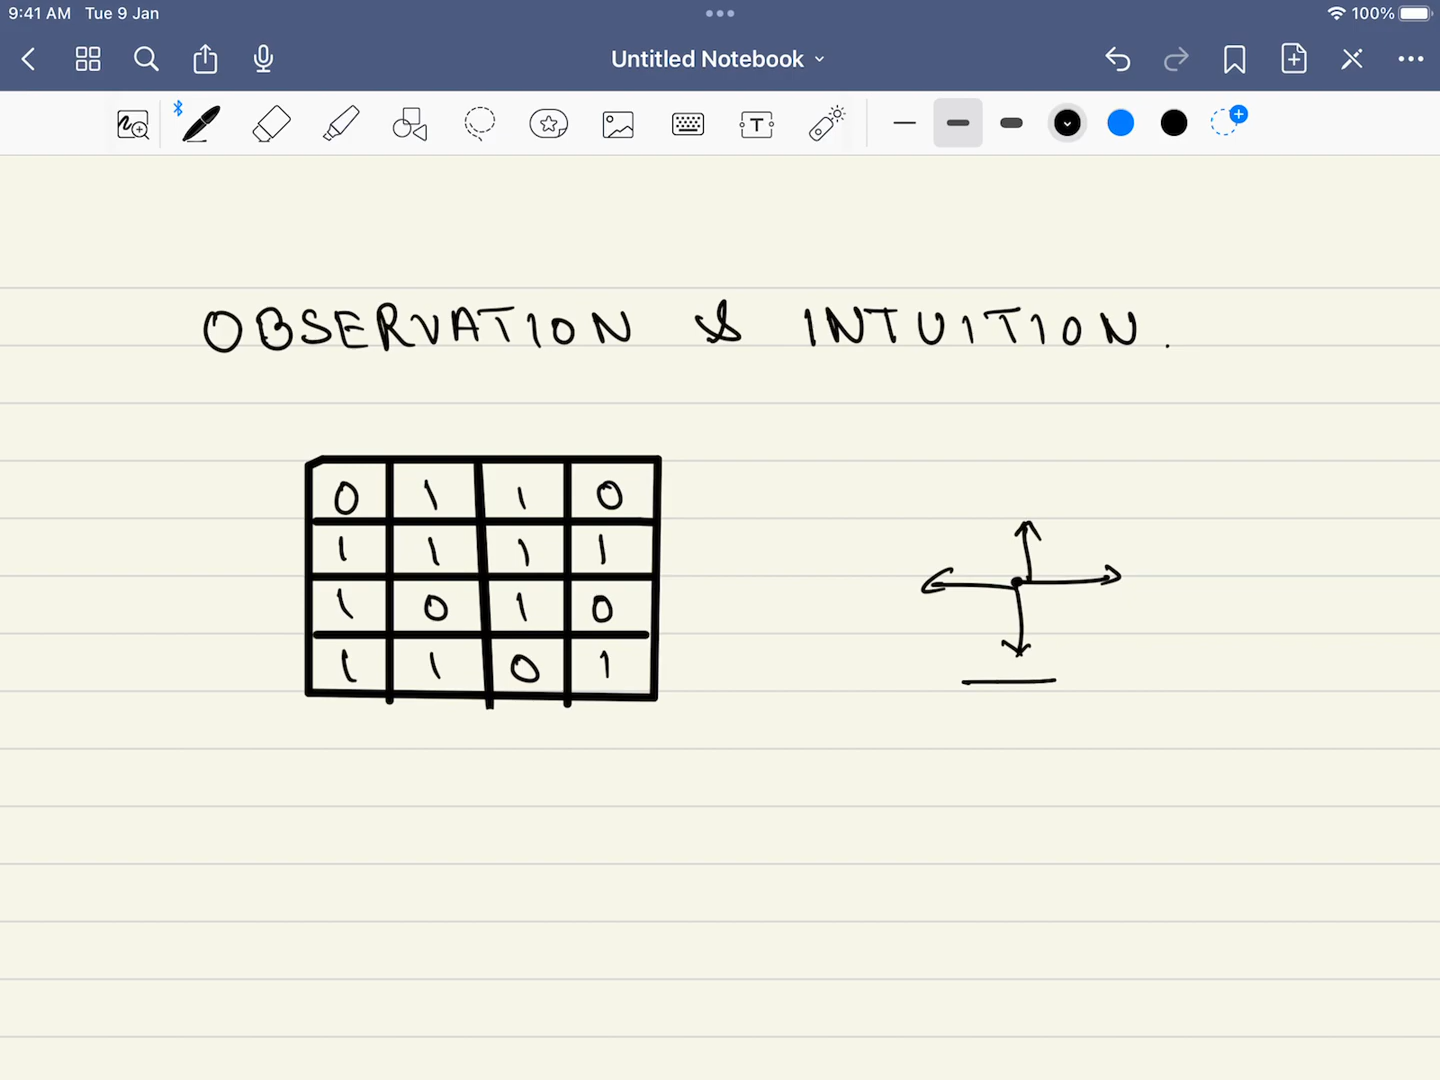 9:41 AM Tue 9 Jan 100%
Untitled Notebook
T
OBSERVATION & INTUITION.
0 1 1 0
1 1 1 1
1 0 1 0
1 1 0 1